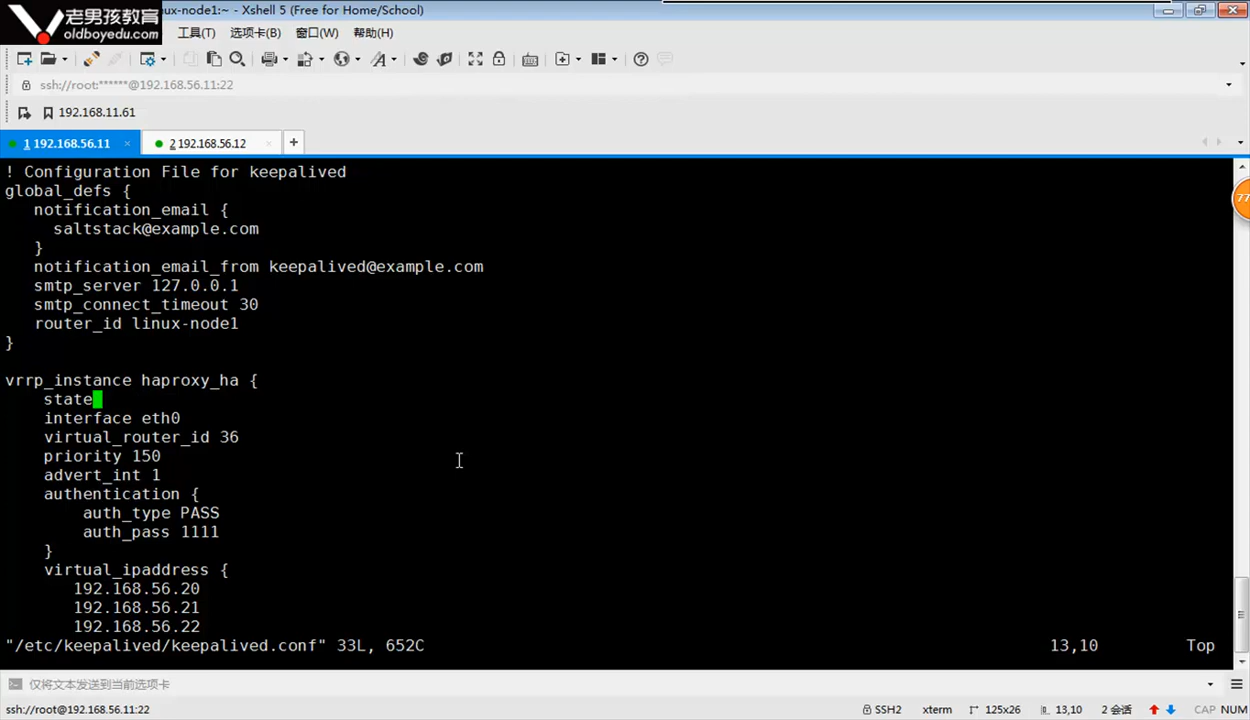 老男孩教育
oldboyedu.com
nux-node1:~ - Xshell 5 (Free for Home/School)
工具(T) 选项卡(B) 窗口(W) 帮助(H)
ssh://root:******@192.168.56.11:22
192.168.11.61
1 192.168.56.11 × 2 192.168.56.12 × +
77
! Configuration File for keepalived
global_defs {
notification_email {
saltstack@example.com
}
notification_email_from keepalived@example.com
smtp_server 127.0.0.1
smtp_connect_timeout 30
router_id linux-node1
}
vrrp_instance haproxy_ha {
state
interface eth0
virtual_router_id 36
priority 150
advert_int 1
authentication {
auth_type PASS
auth_pass 1111
}
virtual_ipaddress {
192.168.56.20
192.168.56.21
192.168.56.22
"/etc/keepalived/keepalived.conf" 33L, 652C 13,10 Top
仅将文本发送到当前选项卡
ssh://root@192.168.56.11:22 SSH2 xterm 125x26 13,10 2 会话 CAP NUM